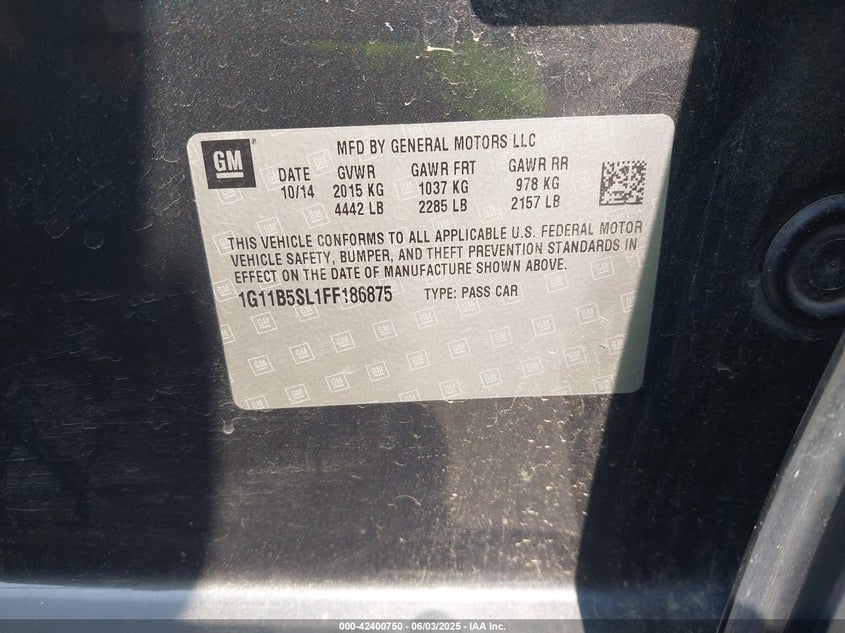 GM
MFD BY GENERAL MOTORS LLC
DATE GVWR GAWR FRT GAWR RR
10/14 2015 KG 1037 KG 978 KG
4442 LB 2285 LB 2157 LB
THIS VEHICLE CONFORMS TO ALL APPLICABLE U.S. FEDERAL MOTOR
VEHICLE SAFETY, BUMPER, AND THEFT PREVENTION STANDARDS IN
EFFECT ON THE DATE OF MANUFACTURE SHOWN ABOVE.
1G11B5SL1FF186875 TYPE: PASS CAR
000-42400750 - 06/03/2025 - IAA Inc.